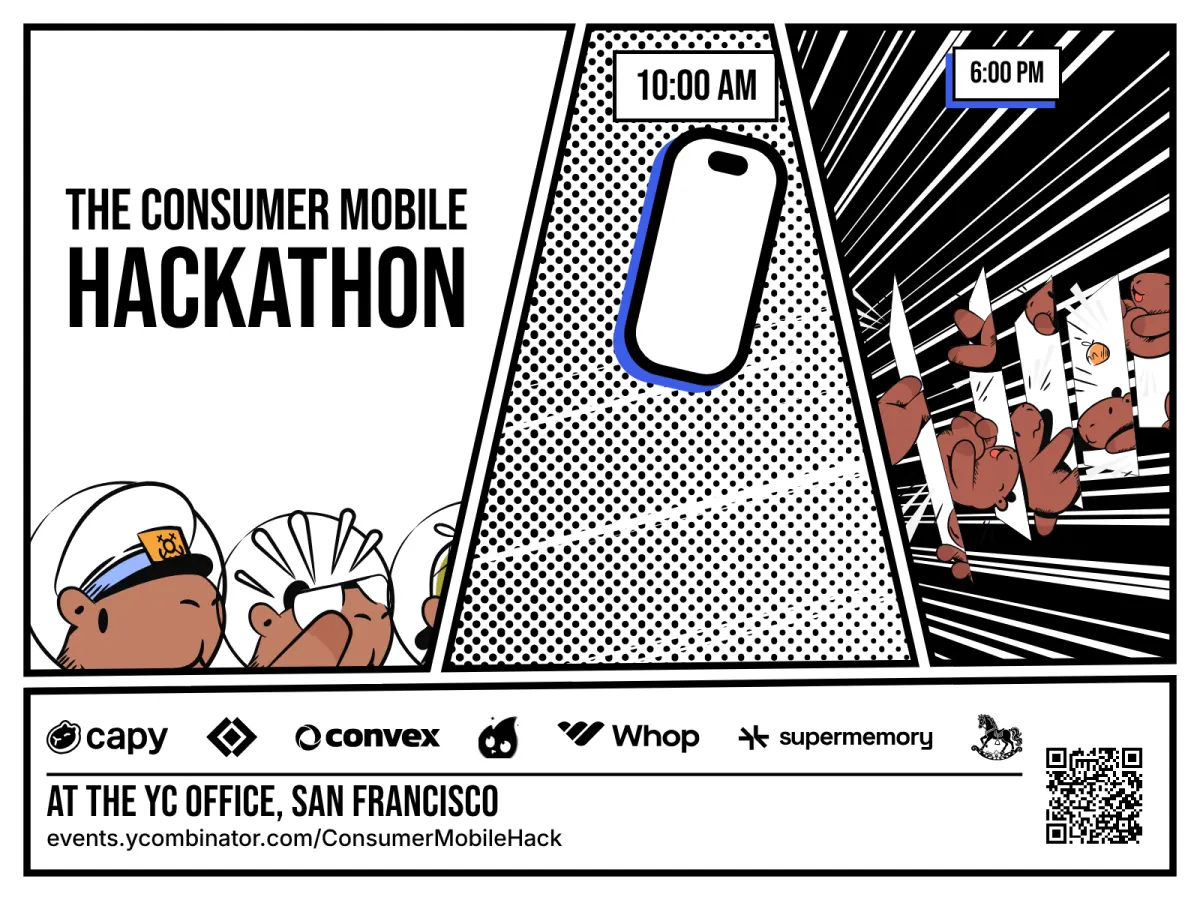 10:00 AM
6:00 PM
THE CONSUMER MOBILE
HACKATHON
capy
convex
Whop
supermemory
AT THE YC OFFICE, SAN FRANCISCO
events.ycombinator.com/ConsumerMobileHack